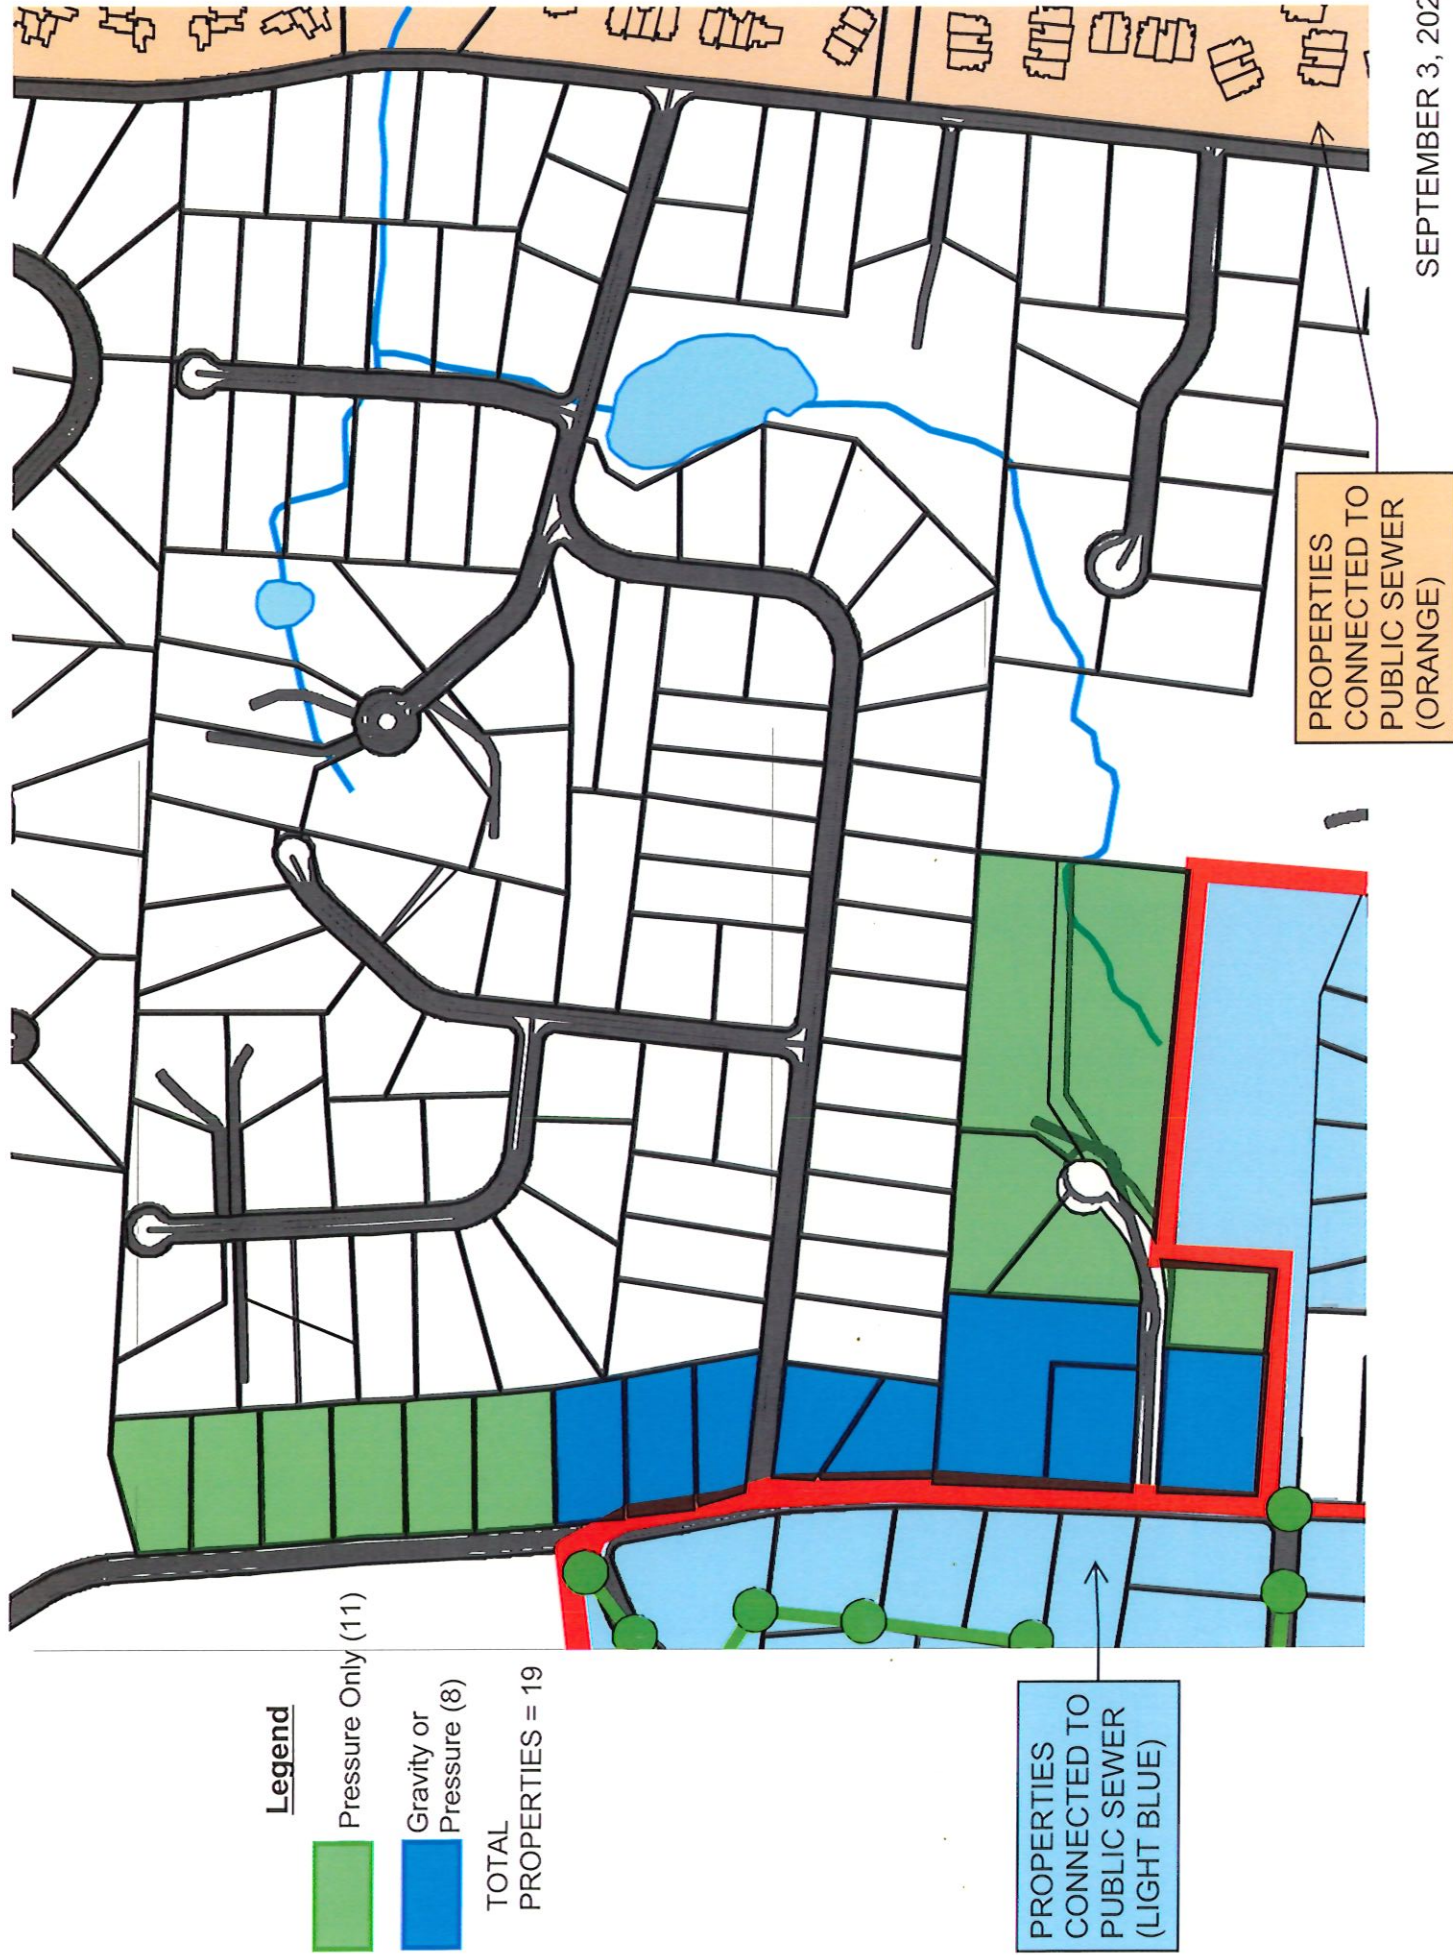 Legend
Pressure Only (11)
Gravity or
Pressure (8)
TOTAL
PROPERTIES = 19
PROPERTIES
CONNECTED TO
PUBLIC SEWER
(LIGHT BLUE)
PROPERTIES
CONNECTED TO
PUBLIC SEWER
(ORANGE)
SEPTEMBER 3, 202